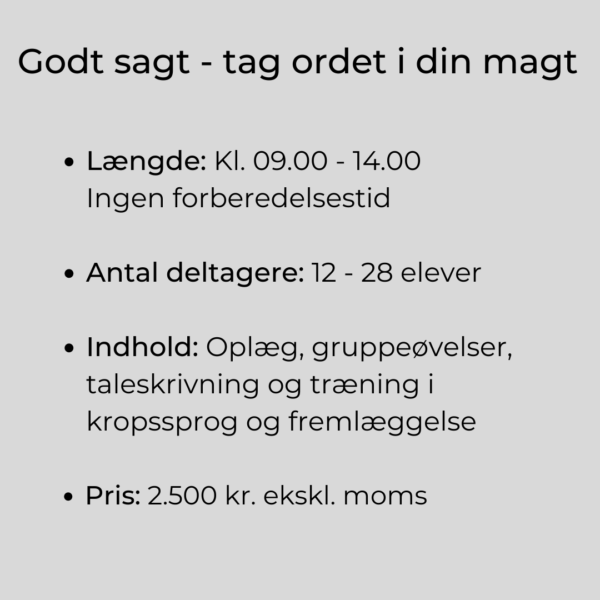 Godt sagt - tag ordet i din magt
• Længde: Kl. 09.00 - 14.00
Ingen forberedelsestid
• Antal deltagere: 12 - 28 elever
• Indhold: Oplæg, gruppeøvelser,
taleskrivning og træning i
kropssprog og fremlæggelse
• Pris: 2.500 kr. ekskl. moms